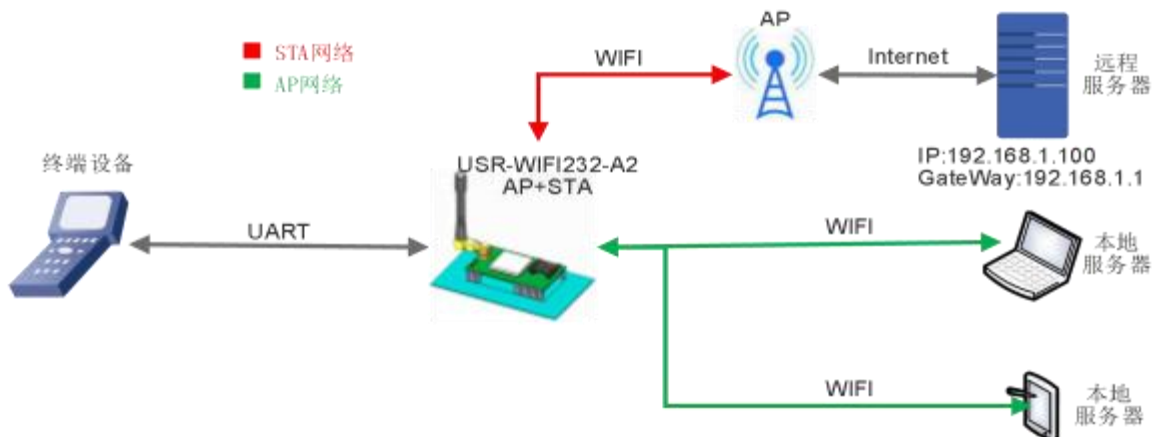 AP
STA网络
WIFI
Internet
远程
服务器
AP网络
IP:192.168.1.100
GateWay:192.168.1.1
终端设备
USR-WIFI232-A2
AP+STA
UART
WIFI
本地
服务器
WIFI
本地
服务器